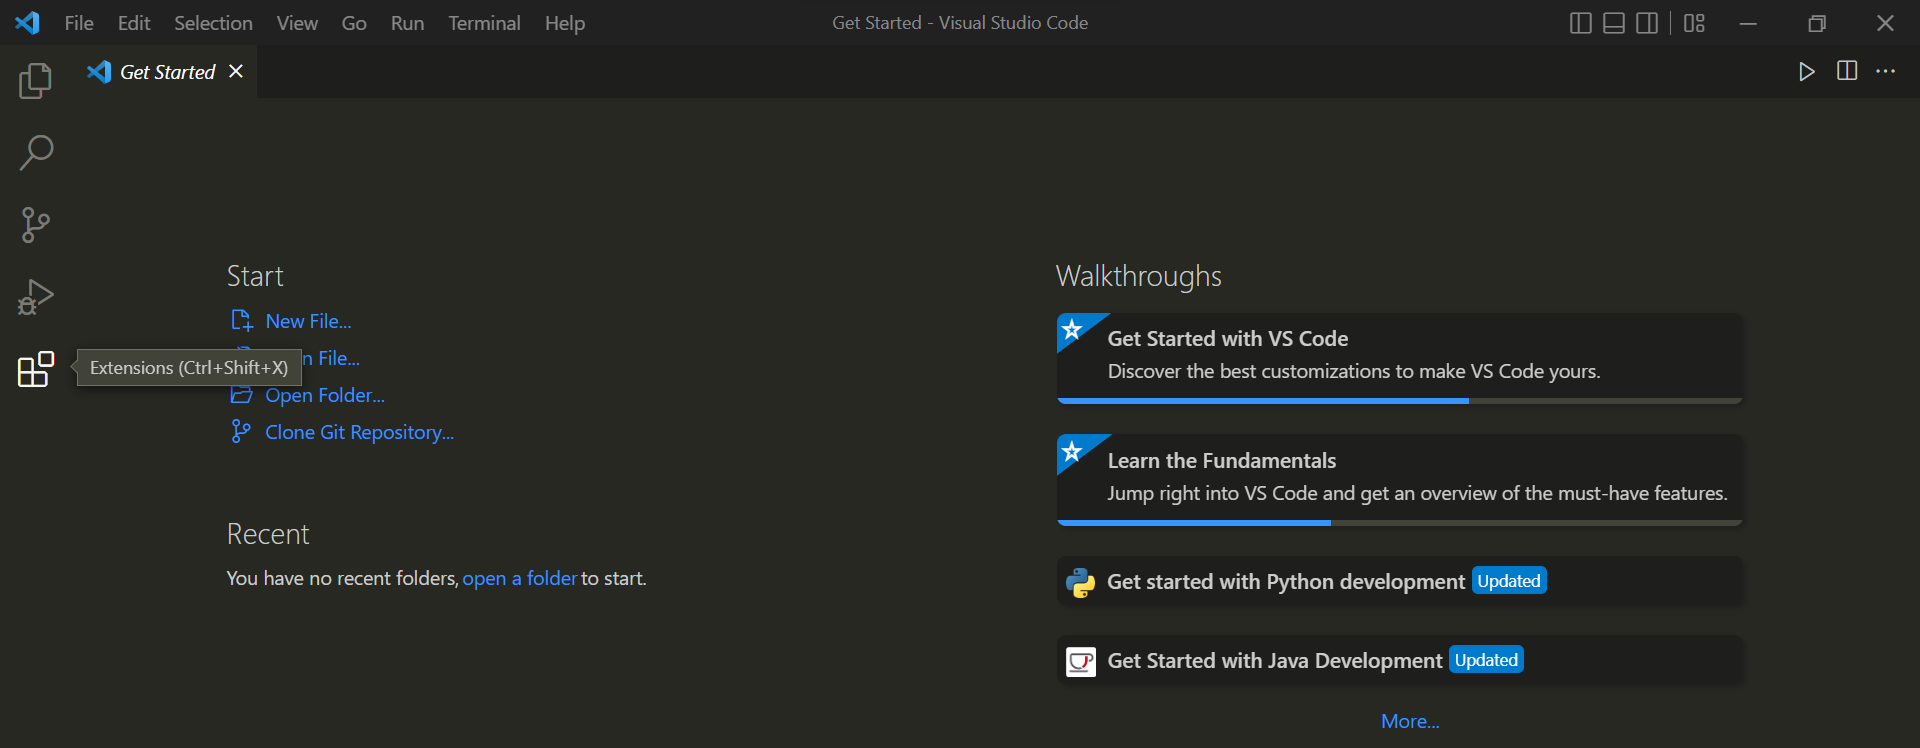 File Edit Selection View Go Run Terminal Help Get Started - Visual Studio Code
Get Started
Start
New File...
n File...
Extensions (Ctrl+Shift+X)
Open Folder...
Clone Git Repository...
Recent
You have no recent folders, open a folder to start.
Walkthroughs
Get Started with VS Code
Discover the best customizations to make VS Code yours.
Learn the Fundamentals
Jump right into VS Code and get an overview of the must-have features.
Get started with Python development Updated
Get Started with Java Development Updated
More...